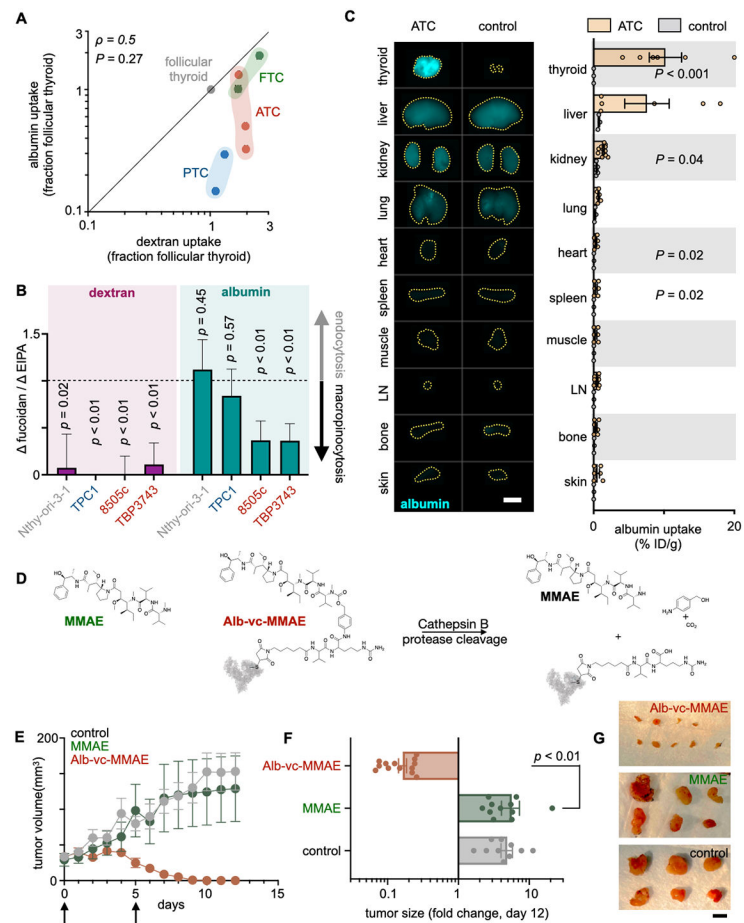 A
ρ = 0.5
P = 0.27
follicular
thyroid
FTC
ATC
PTC
3
1
0.1
0.1
1
3
albumin uptake
(fraction follicular thyroid)
dextran uptake
(fraction follicular thyroid)
B
dextran
albumin
p = 0.02
p < 0.01
p < 0.01
p < 0.01
p = 0.45
p = 0.57
p < 0.01
p < 0.01
1.5
0
Δ fucoidan / Δ EIPA
endocytosis
macropinocytosis
Nthy-ori-3-1
TPC1
8505c
TBP3743
Nthy-ori-3-1
TPC1
8505c
TBP3743
C
ATC
control
thyroid
liver
kidney
lung
heart
spleen
muscle
LN
bone
skin
albumin
ATC
control
thyroid
P < 0.001
liver
kidney
P = 0.04
lung
heart
P = 0.02
spleen
P = 0.02
muscle
LN
bone
skin
0
20
albumin uptake
(% ID/g)
D
MMAE
Alb-vc-MMAE
Cathepsin B
protease cleavage
MMAE
+
+
CO2
E
control
MMAE
Alb-vc-MMAE
200
0
tumor volume(mm³)
0
5
10
15
days
F
Alb-vc-MMAE
MMAE
control
p < 0.01
0.1
1
10
tumor size (fold change, day 12)
G
Alb-vc-MMAE
MMAE
control